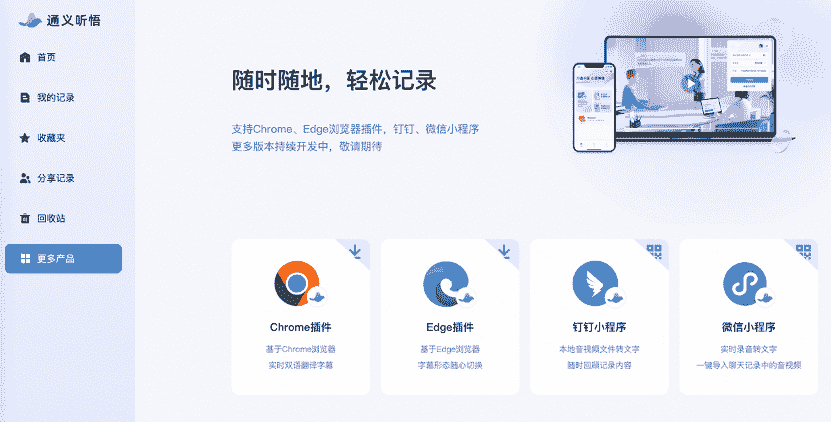 通义听悟
首页
我的记录
收藏夹
分享记录
回收站
更多产品
随时随地，轻松记录
支持Chrome、Edge浏览器插件，钉钉、微信小程序
更多版本持续开发中，敬请期待
Chrome插件
基于Chrome浏览器
实时双语翻译字幕
Edge插件
基于Edge浏览器
字幕形态随心切换
钉钉小程序
本地音视频文件转文字
随时回顾记录内容
微信小程序
实时录音转文字
一键导入聊天记录中的音视频